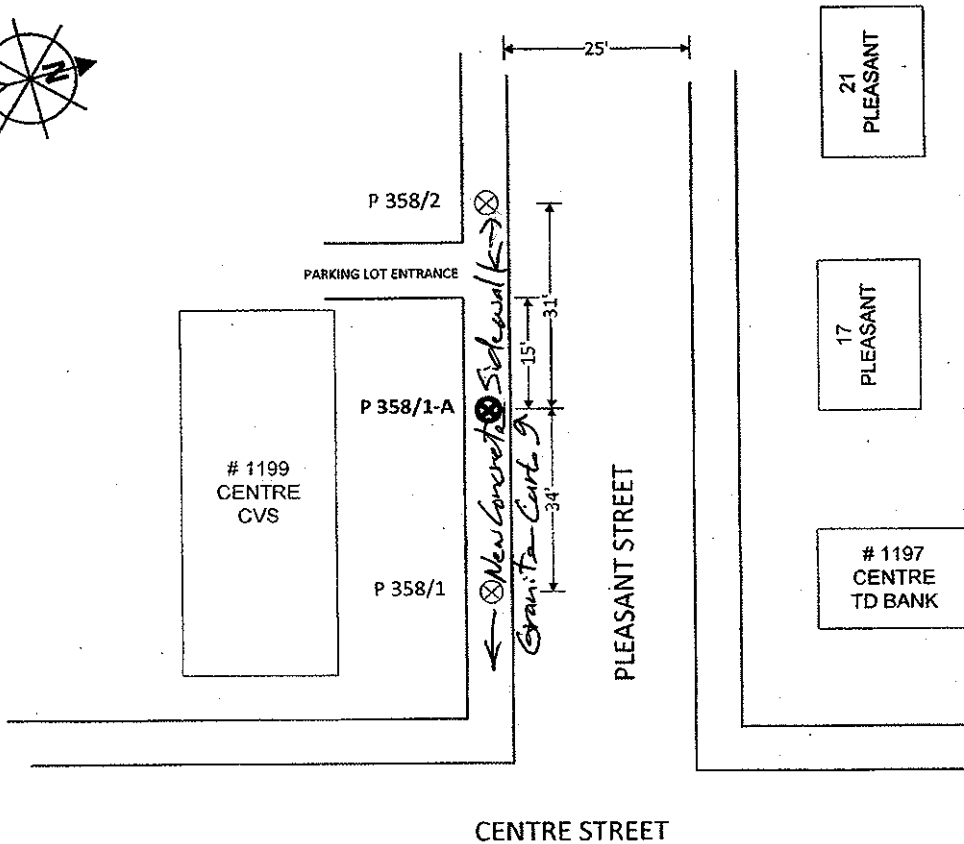 N
25'
21
PLEASANT
P 358/2
PARKING LOT ENTRANCE
31'
15'
17
PLEASANT
P 358/1-A
← New Concrete Sidewalk →
Granite Curb
34'
# 1199
CENTRE
CVS
PLEASANT STREET
P 358/1
# 1197
CENTRE
TD BANK
CENTRE STREET